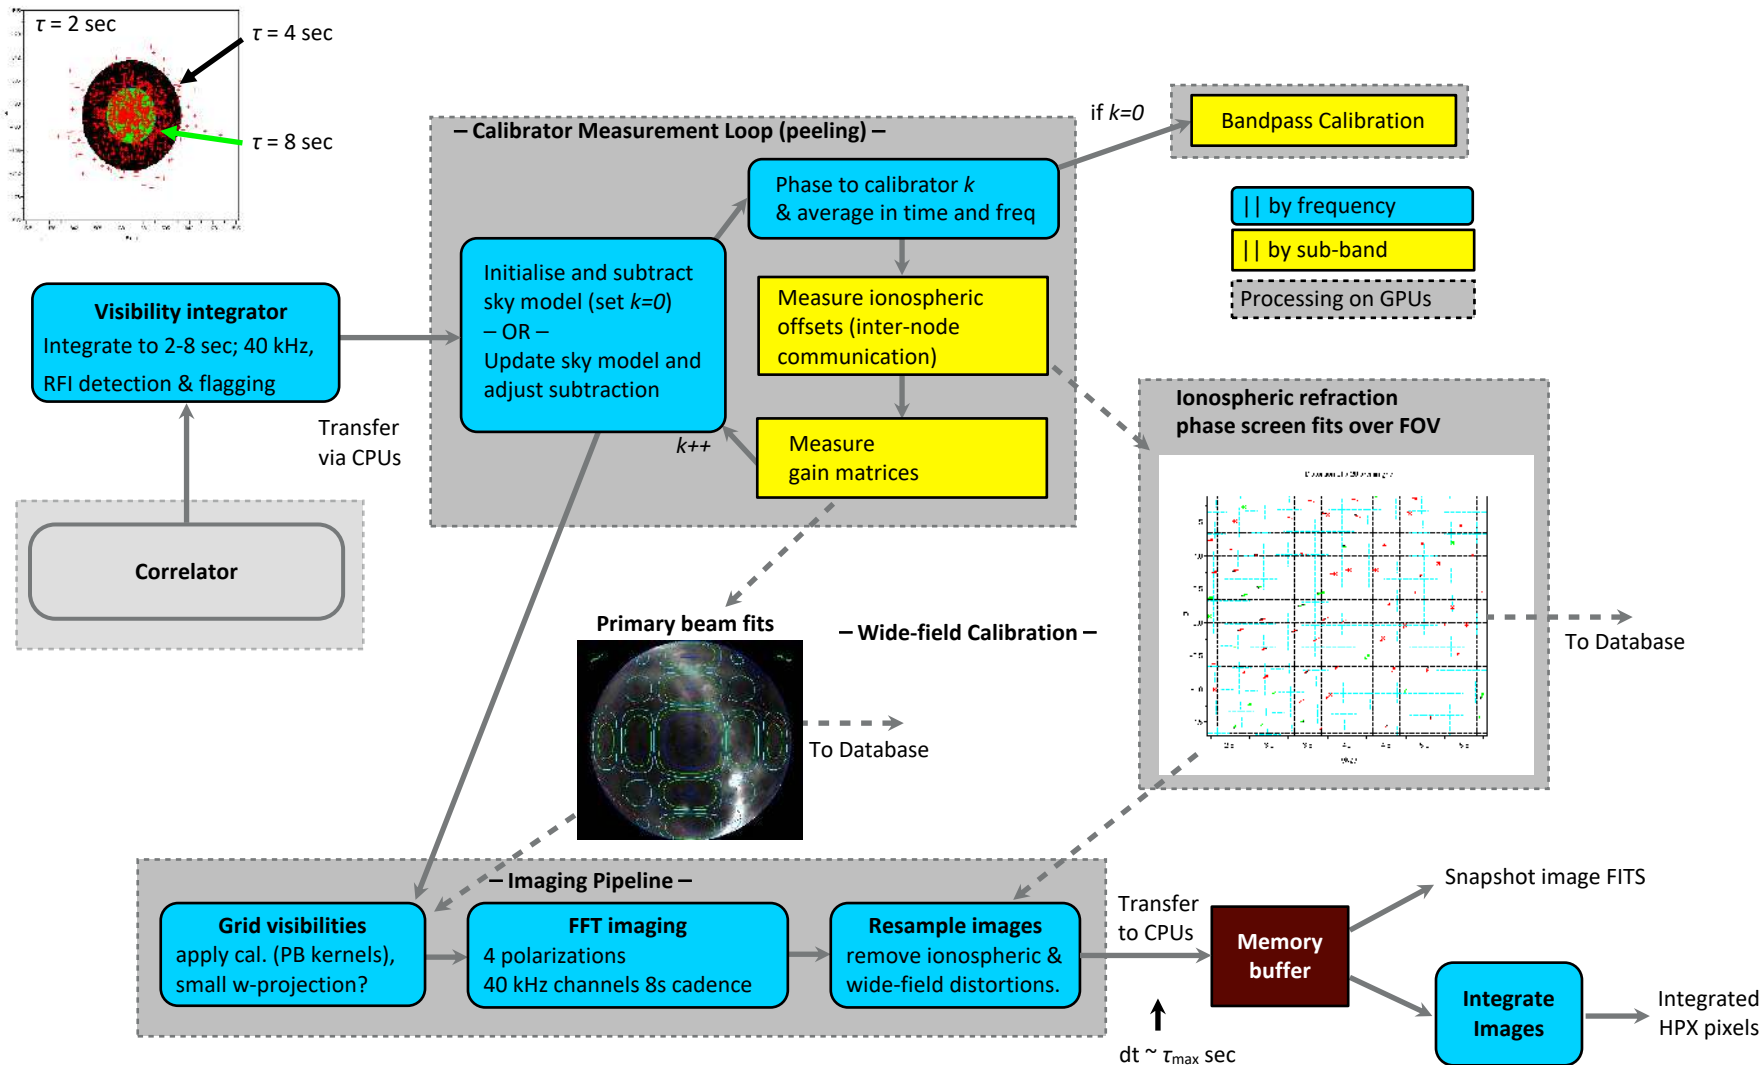 τ = 2 sec
τ = 4 sec
τ = 8 sec
– Calibrator Measurement Loop (peeling) –
if k=0
Bandpass Calibration
Phase to calibrator k
& average in time and freq
|| by frequency
|| by sub-band
Processing on GPUs
Initialise and subtract
sky model (set k=0)
– OR –
Update sky model and
adjust subtraction
Measure ionospheric
offsets (inter-node
communication)
Visibility integrator
Integrate to 2-8 sec; 40 kHz,
RFI detection & flagging
Transfer
via CPUs
k++
Measure
gain matrices
Ionospheric refraction
phase screen fits over FOV
Correlator
Primary beam fits
– Wide-field Calibration –
To Database
To Database
– Imaging Pipeline –
Grid visibilities
apply cal. (PB kernels),
small w-projection?
FFT imaging
4 polarizations
40 kHz channels 8s cadence
Resample images
remove ionospheric &
wide-field distortions.
Transfer
to CPUs
dt ~ τmax sec
Memory
buffer
Snapshot image FITS
Integrate
Images
Integrated
HPX pixels